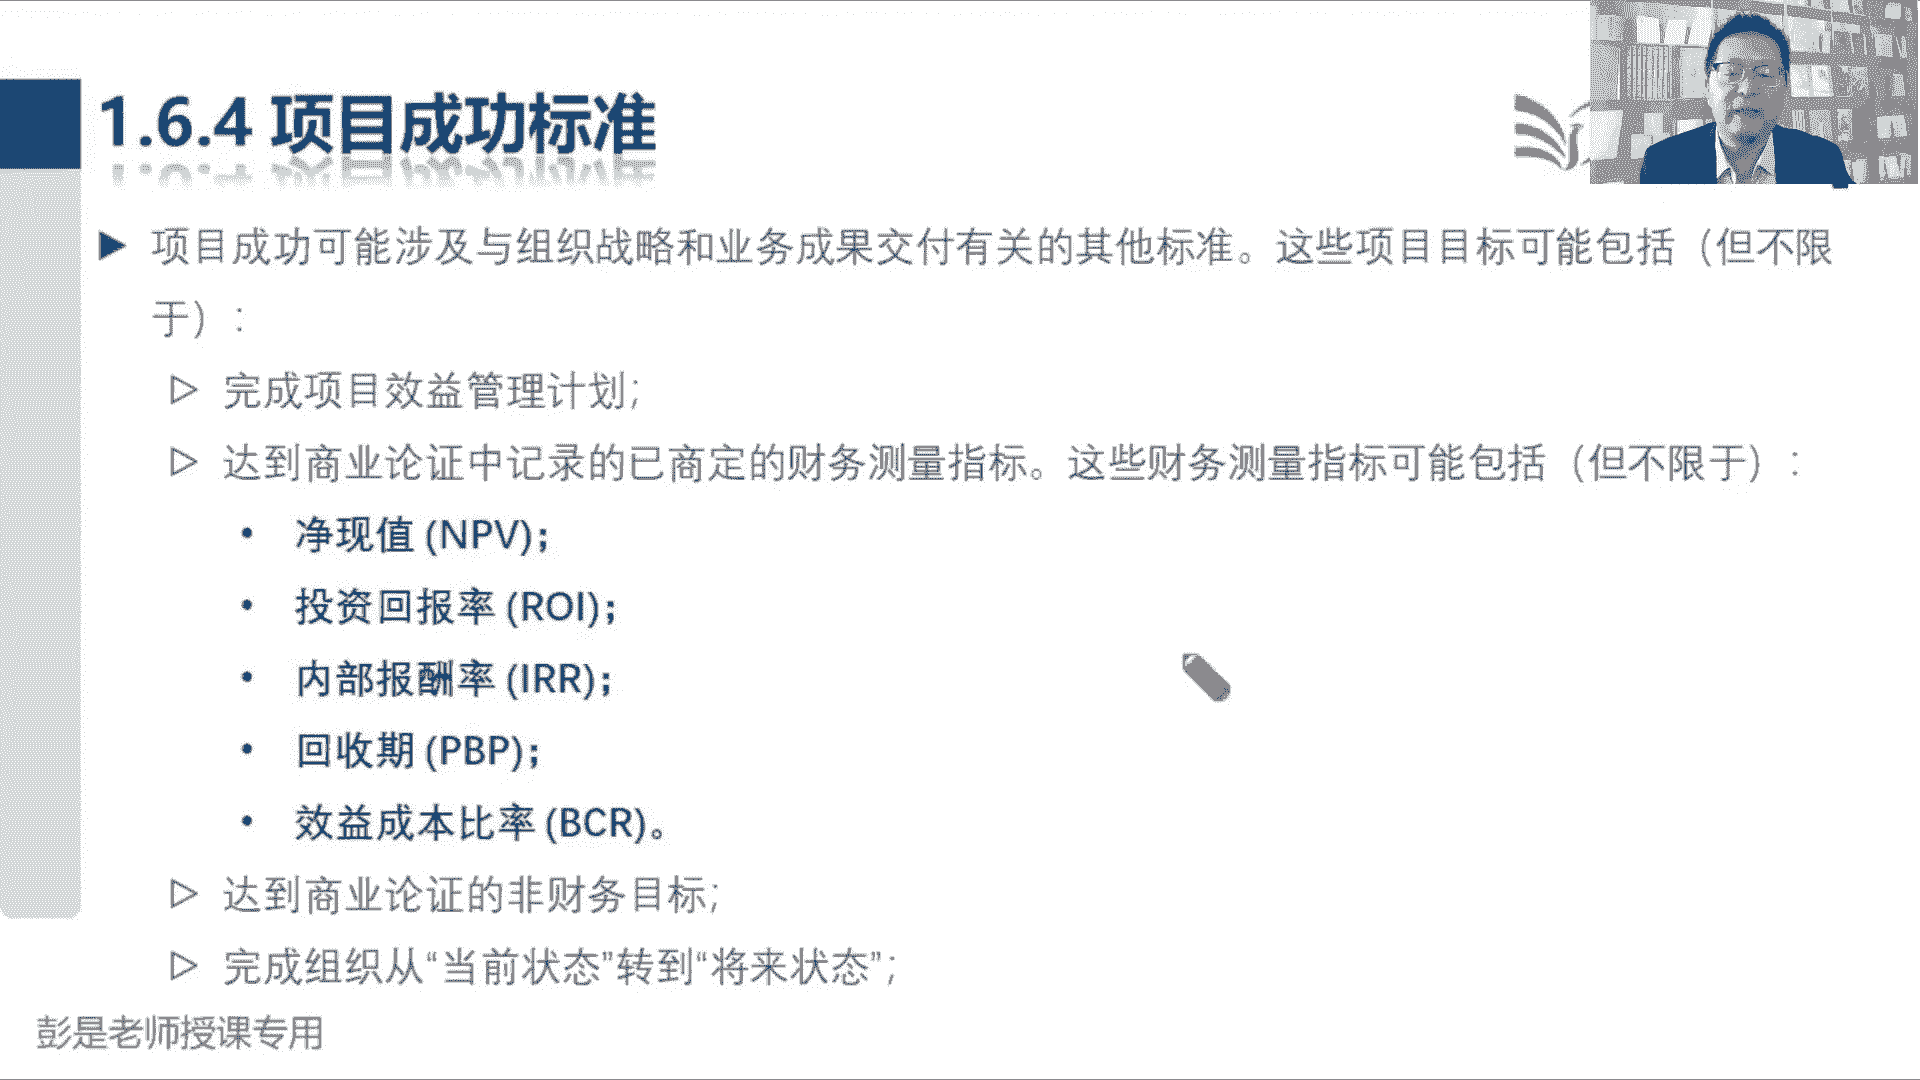 1.6.4 项目成功标准
项目成功可能涉及与组织战略和业务成果交付有关的其他标准。这些项目目标可能包括（但不限
于）：
完成项目效益管理计划;
达到商业论证中记录的已商定的财务测量指标。这些财务测量指标可能包括（但不限于）：
• 净现值 (NPV)；
• 投资回报率 (ROI)；
• 内部报酬率 (IRR)；
• 回收期 (PBP)；
• 效益成本比率 (BCR)。
达到商业论证的非财务目标;
完成组织从“当前状态”转到“将来状态”;
彭是老师授课专用